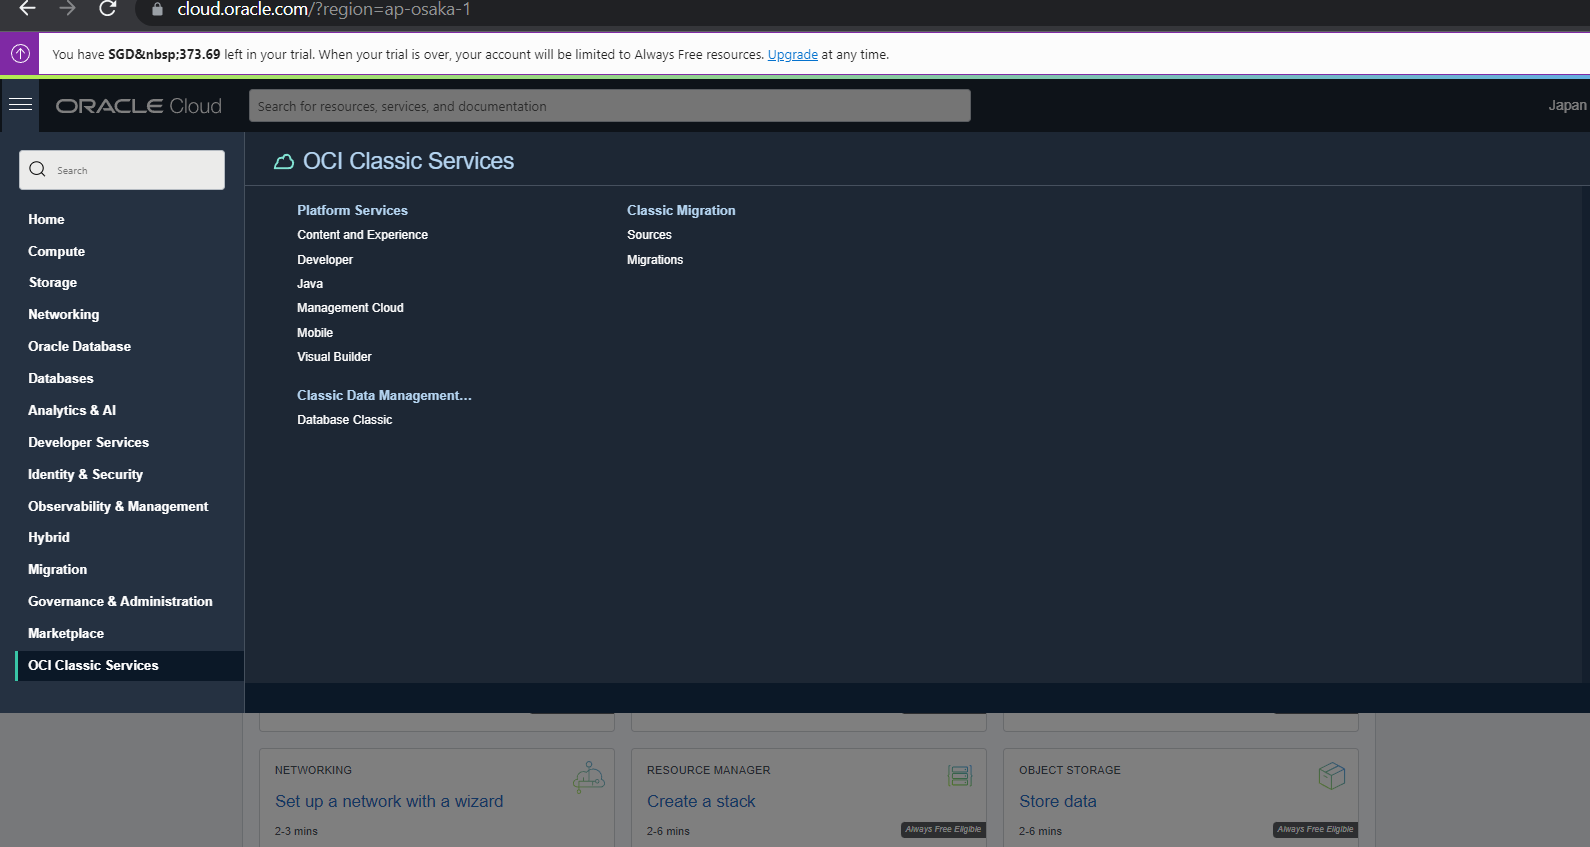 cloud.oracle.com/?region=ap-osaka-1
You have SGD&nbsp;373.69 left in your trial. When your trial is over, your account will be limited to Always Free resources. Upgrade at any time.
ORACLE Cloud
Search for resources, services, and documentation
Japan
Search
Home
Compute
Storage
Networking
Oracle Database
Databases
Analytics & AI
Developer Services
Identity & Security
Observability & Management
Hybrid
Migration
Governance & Administration
Marketplace
OCI Classic Services
OCI Classic Services
Platform Services
Content and Experience
Developer
Java
Management Cloud
Mobile
Visual Builder
Classic Data Management...
Database Classic
Classic Migration
Sources
Migrations
NETWORKING
Set up a network with a wizard
2-3 mins
RESOURCE MANAGER
Create a stack
2-6 mins
Always Free Eligible
OBJECT STORAGE
Store data
2-6 mins
Always Free Eligible